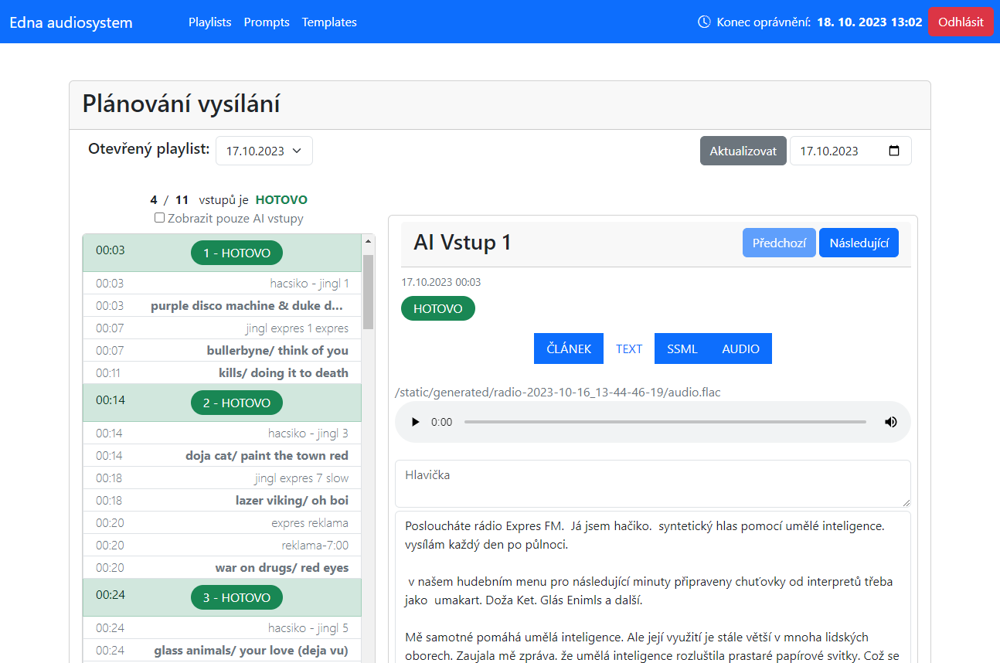 Edna audiosystem Playlists Prompts Templates Konec oprávnění: 18. 10. 2023 13:02 Odhlásit
Plánování vysílání
Otevřený playlist: 17.10.2023 Aktualizovat 17.10.2023
4 / 11 vstupů je HOTOVO
Zobrazit pouze AI vstupy
00:03 1 - HOTOVO
00:03 hacsiko - jingl 1
00:03 purple disco machine & duke d...
00:07 jingl expres 1 expres
00:07 bullerbyne/ think of you
00:11 kills/ doing it to death
00:14 2 - HOTOVO
00:14 hacsiko - jingl 3
00:14 doja cat/ paint the town red
00:18 jingl expres 7 slow
00:18 lazer viking/ oh boi
00:20 expres reklama
00:20 reklama-7:00
00:20 war on drugs/ red eyes
00:24 3 - HOTOVO
00:24 hacsiko - jingl 5
00:24 glass animals/ your love (deja vu)
AI Vstup 1 Předchozí Následující
17.10.2023 00:03
HOTOVO
ČLÁNEK TEXT SSML AUDIO
/static/generated/radio-2023-10-16_13-44-46-19/audio.flac
0:00
Hlavička
Posloucháte rádio Expres FM.  Já jsem hačiko.  syntetický hlas pomocí umělé inteligence.
vysílám každý den po půlnoci.
v našem hudebním menu pro následující minuty připraveny chuťovky od interpretů třeba
jako  umakart. Doža Ket. Glás Enimls a další.
Mě samotné pomáhá umělá inteligence. Ale její využití je stále větší v mnoha lidských
oborech. Zaujala mě zpráva. že umělá inteligence rozluštila prastaré papírové svitky. Což se